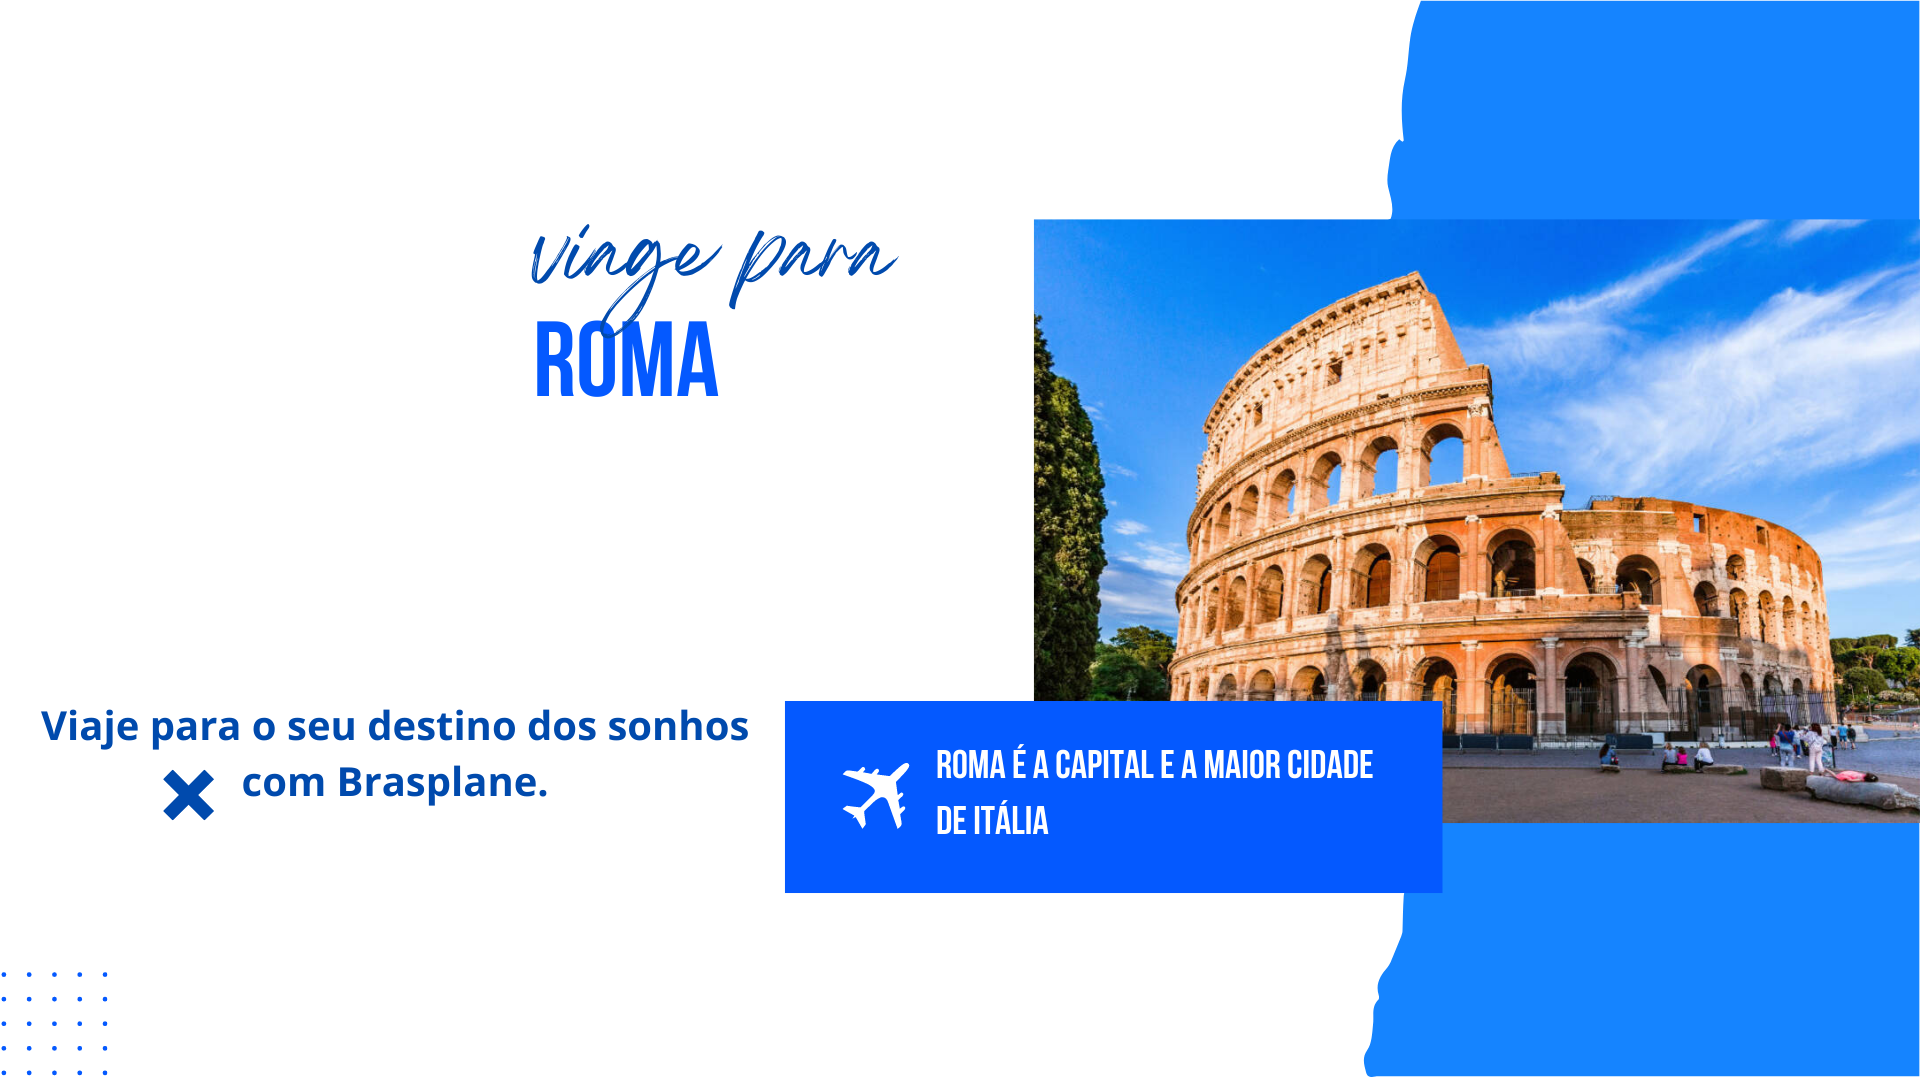 viage para
ROMA
Viaje para o seu destino dos sonhos
com Brasplane.
ROMA É A CAPITAL E A MAIOR CIDADE
DE ITÁLIA